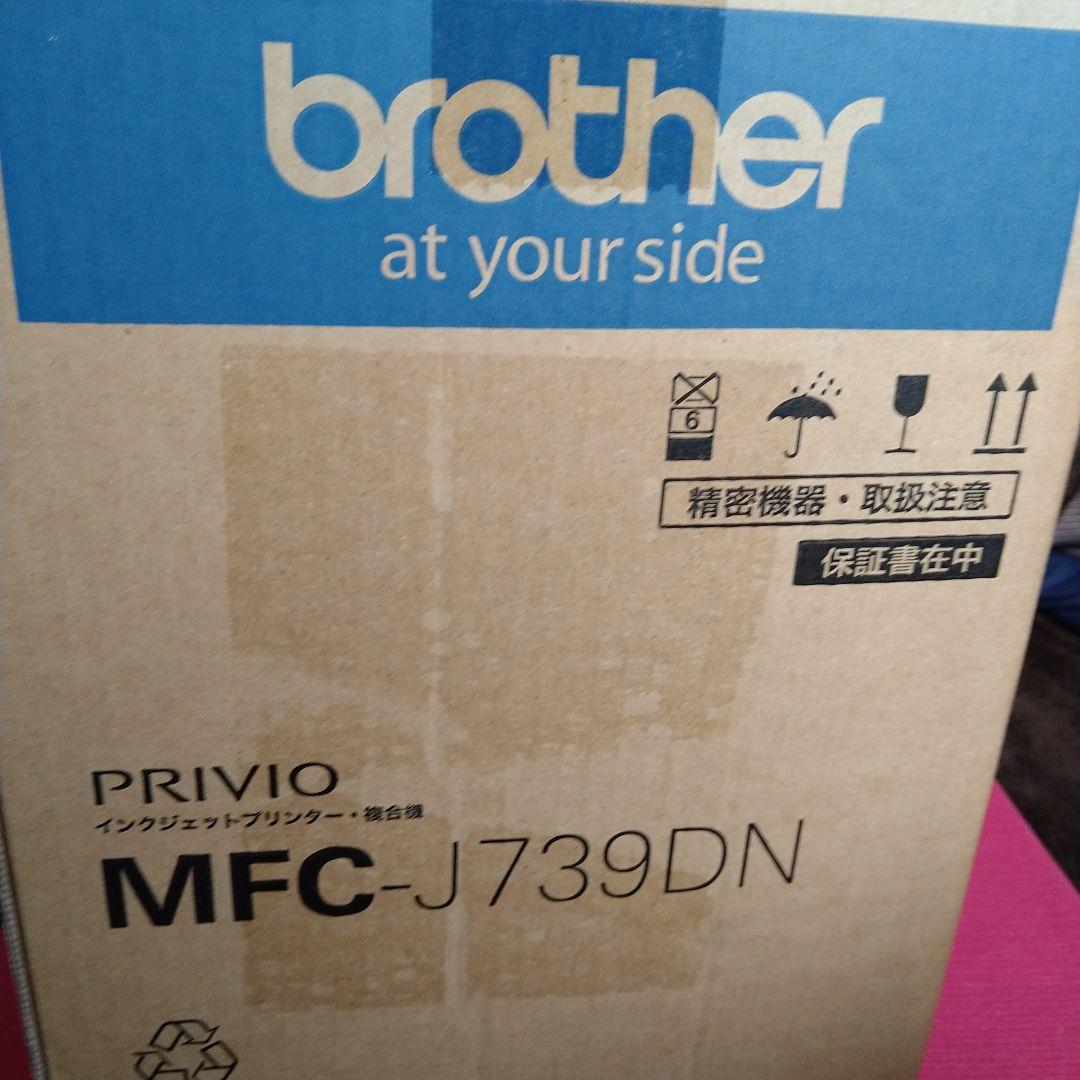 brother
at your side
6
精密機器・取扱注意
保証書在中
PRIVIO
インクジェットプリンター・複合機
MFC-J739DN